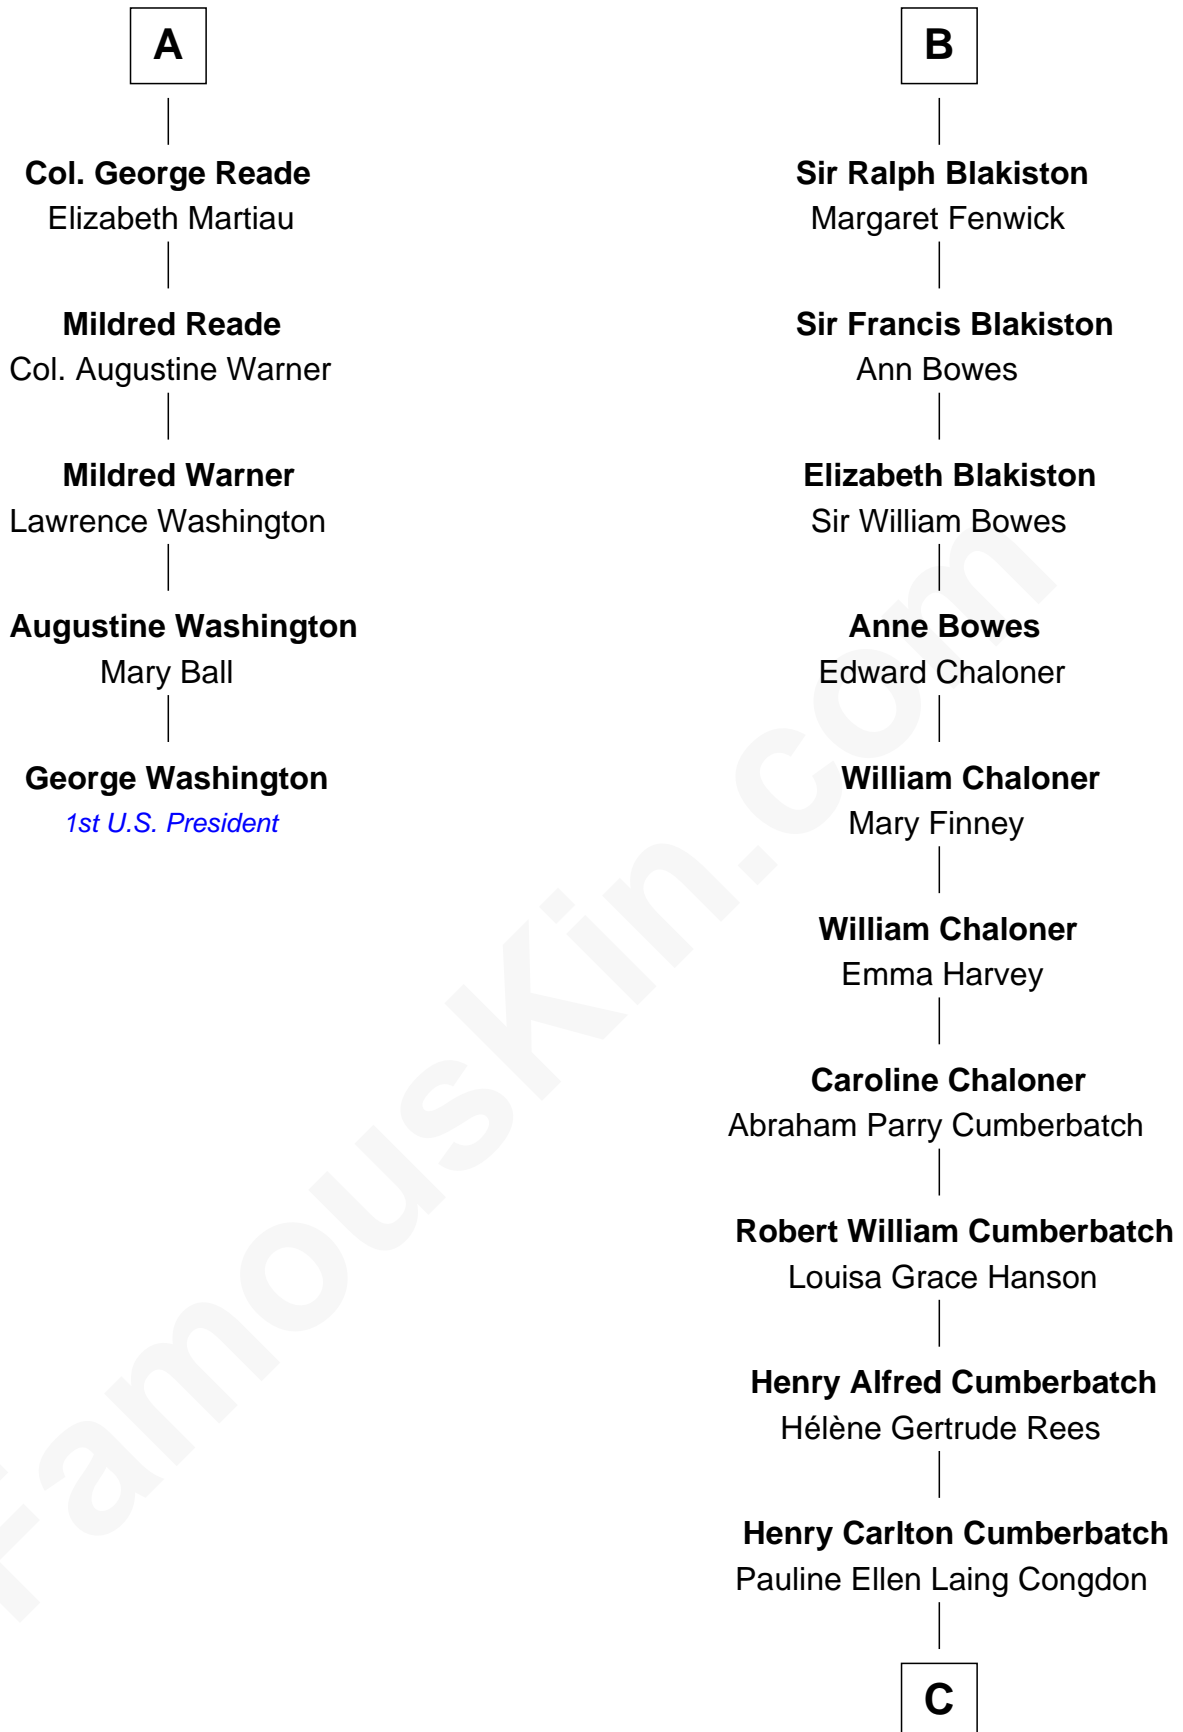 A
Col. George Reade
Elizabeth Martiau
Mildred Reade
Col. Augustine Warner
Mildred Warner
Lawrence Washington
Augustine Washington
Mary Ball
George Washington
1st U.S. President
B
Sir Ralph Blakiston
Margaret Fenwick
Sir Francis Blakiston
Ann Bowes
Elizabeth Blakiston
Sir William Bowes
Anne Bowes
Edward Chaloner
William Chaloner
Mary Finney
William Chaloner
Emma Harvey
Caroline Chaloner
Abraham Parry Cumberbatch
Robert William Cumberbatch
Louisa Grace Hanson
Henry Alfred Cumberbatch
Hélène Gertrude Rees
Henry Carlton Cumberbatch
Pauline Ellen Laing Congdon
C
FamousKin.com